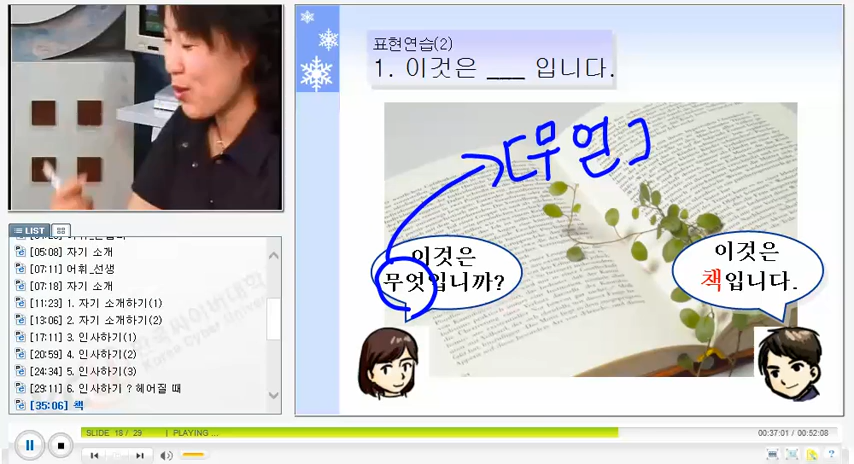 표현연습(2)
1. 이것은 ___ 입니다.
[무얻]
이것은
무엇입니까?
이것은
책입니다.
LIST
[05:08] 자기 소개
[07:11] 어휘_선생
[07:18] 자기 소개
[11:23] 1. 자기 소개하기(1)
[13:06] 2. 자기 소개하기(2)
[17:11] 3. 인사하기(1)
[20:59] 4. 인사하기(2)
[24:34] 5. 인사하기(3)
[29:11] 6. 인사하기 ? 헤어질 때
[35:06] 책
SLIDE 18 / 29 | PLAYING ...
00:37:01 / 00:52:08